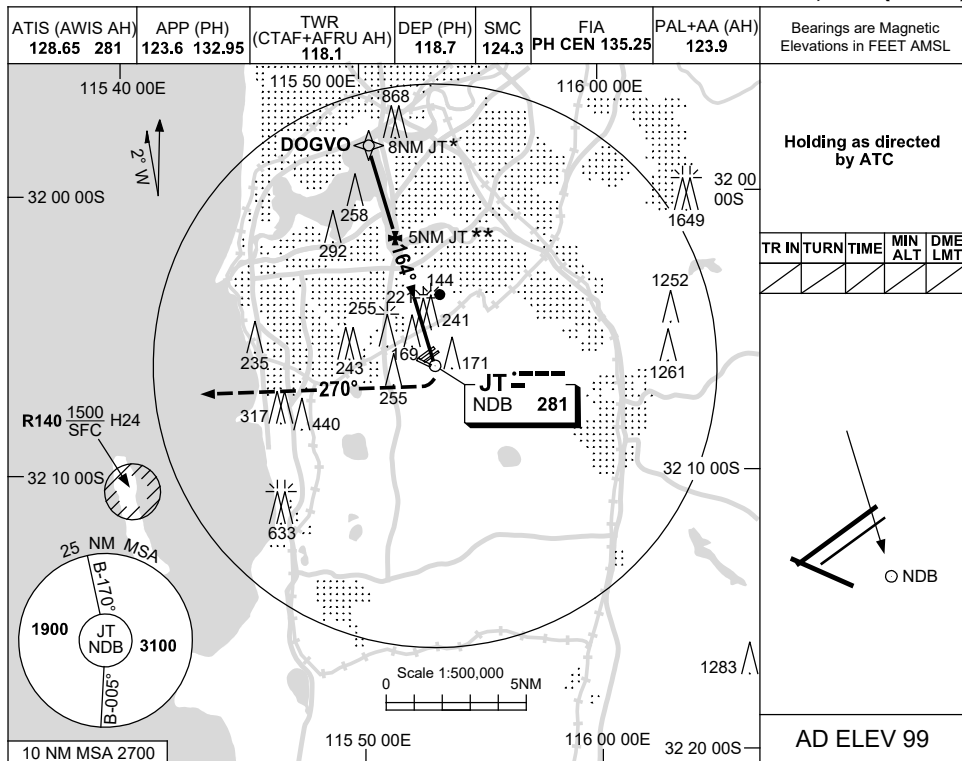 ATIS (AWIS AH)
128.65 281
APP (PH)
123.6 132.95
TWR
(CTAF+AFRU AH)
118.1
DEP (PH)
118.7
SMC
124.3
FIA
PH CEN 135.25
PAL+AA (AH)
123.9
Bearings are Magnetic
Elevations in FEET AMSL
115 40 00E
115 50 00E
116 00 00E
868
DOGVO
8NM JT*
2° W
32 00 00S
32 00
00S
1649
258
292
5NM JT**
164°
Holding as directed
by ATC
TR IN
TURN
TIME
MIN
ALT
DME
LMT
144
221
1252
255
241
235
243
169
171
1261
270°
255
JT
NDB 281
317
440
R140 1500
SFC
H24
32 10 00S
32 10 00S
633
NDB
25 NM MSA
B-170°
1900
JT
NDB
3100
B-005°
Scale 1:500,000
0
5NM
1283
10 NM MSA 2700
115 50 00E
116 00 00E
32 20 00S
AD ELEV 99